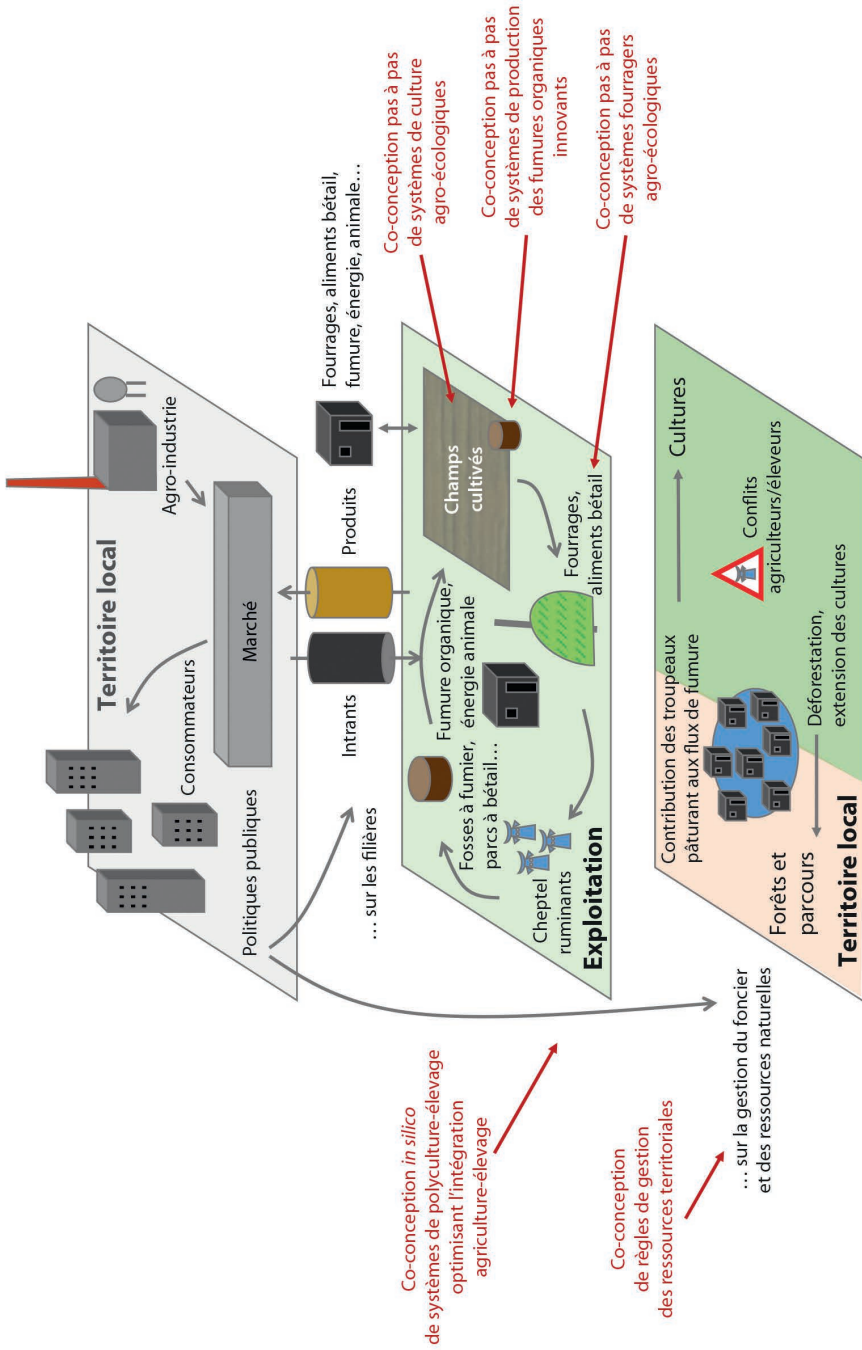 Territoire local
Agro-industrie
Consommateurs
Marché
Politiques publiques
… sur les filières
Intrants
Produits
Fourrages, aliments bétail,
fumure, énergie, animale…
Co-conception pas à pas
de systèmes de culture
agro-écologiques
Co-conception pas à pas
de systèmes de production
des fumures organiques
innovants
Co-conception pas à pas
de systèmes fourragers
agro-écologiques
Co-conception in silico
de systèmes de polyculture-élevage
optimisant l'intégration
agriculture-élevage
Fosses à fumier,
parcs à bétail…
Fumure organique,
énergie animale
Champs
cultivés
Fourrages,
aliments bétail
Cheptel
ruminants
Exploitation
Co-conception
de règles de gestion
des ressources territoriales
… sur la gestion du foncier
et des ressources naturelles
Contribution des troupeaux
pâturant aux flux de fumure
Cultures
Conflits
agriculteurs/éleveurs
Forêts et
parcours
Déforestation,
extension des cultures
Territoire local